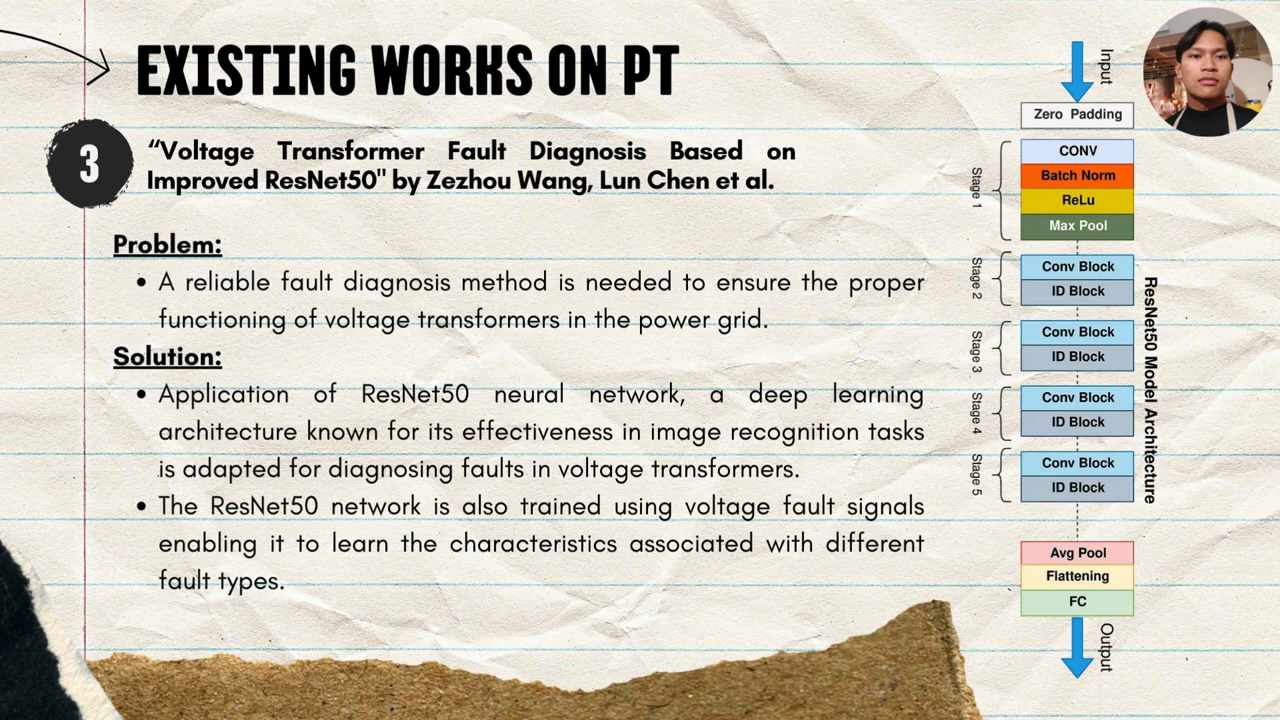 EXISTING WORKS ON PT
3
“Voltage Transformer Fault Diagnosis Based on
Improved ResNet50" by Zezhou Wang, Lun Chen et al.
Problem:
• A reliable fault diagnosis method is needed to ensure the proper
functioning of voltage transformers in the power grid.
Solution:
• Application of ResNet50 neural network, a deep learning
architecture known for its effectiveness in image recognition tasks
is adapted for diagnosing faults in voltage transformers.
• The ResNet50 network is also trained using voltage fault signals
enabling it to learn the characteristics associated with different
fault types.
Input
Zero Padding
Stage 1
CONV
Batch Norm
ReLu
Max Pool
Stage 2
Conv Block
ID Block
Stage 3
Conv Block
ID Block
Stage 4
Conv Block
ID Block
Stage 5
Conv Block
ID Block
ResNet50 Model Architecture
Avg Pool
Flattening
FC
Output